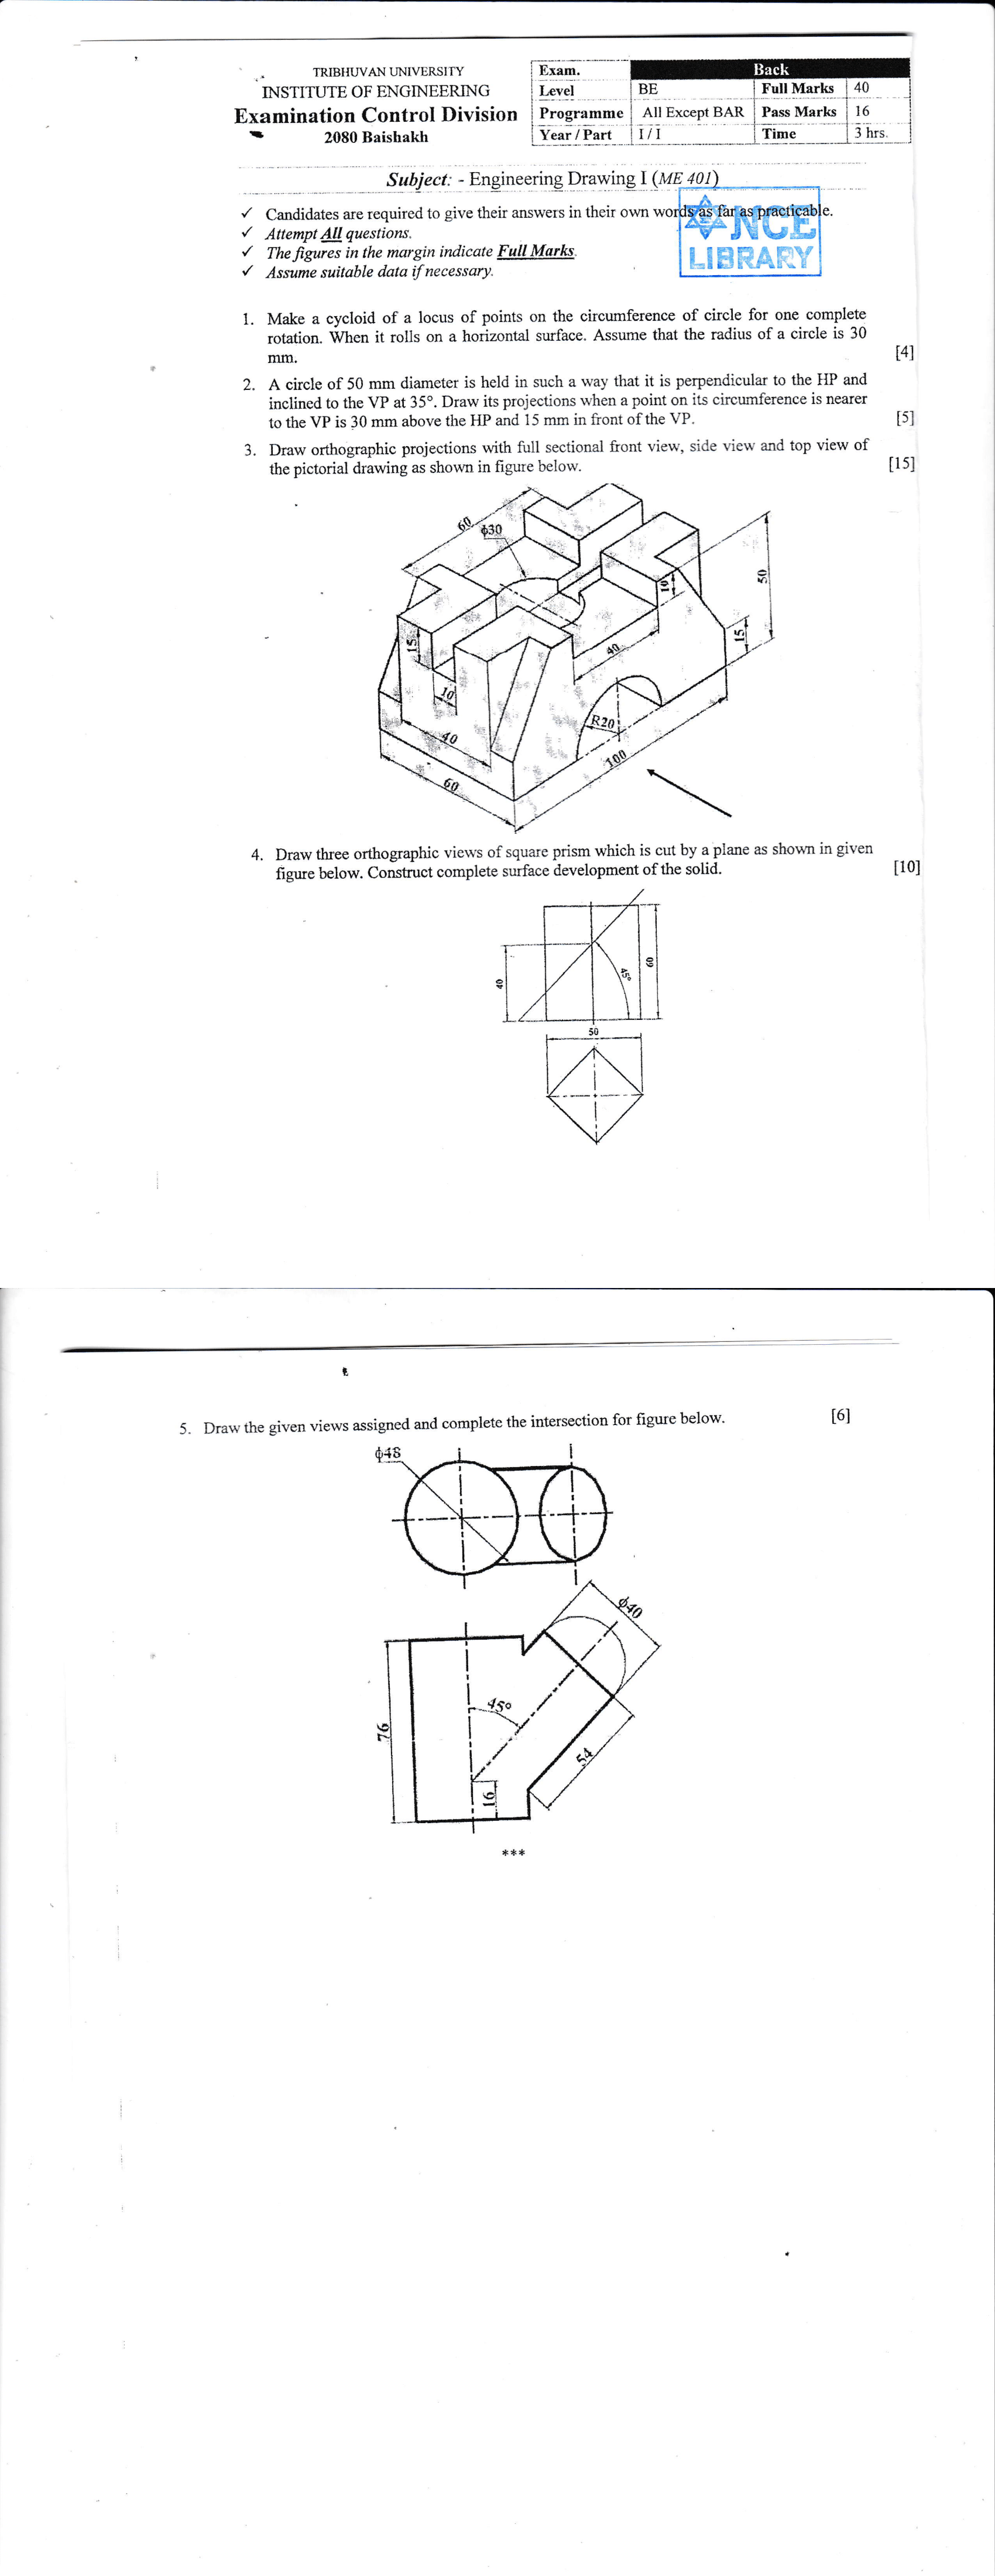 TRIBHUVAN UNIVERSITY
INSTITUTE OF ENGINEERING
Examination Control Division
2080 Baishakh
Exam. Back
Level BE Full Marks 40
Programme All Except BAR Pass Marks 16
Year / Part I / I Time 3 hrs.
Subject: - Engineering Drawing I (ME 401)
✓ Candidates are required to give their answers in their own words as far as practicable.
✓ Attempt All questions.
✓ The figures in the margin indicate Full Marks.
✓ Assume suitable data if necessary.
NCE
LIBRARY
1. Make a cycloid of a locus of points on the circumference of circle for one complete
rotation. When it rolls on a horizontal surface. Assume that the radius of a circle is 30
mm. [4]
2. A circle of 50 mm diameter is held in such a way that it is perpendicular to the HP and
inclined to the VP at 35°. Draw its projections when a point on its circumference is nearer
to the VP is 30 mm above the HP and 15 mm in front of the VP. [5]
3. Draw orthographic projections with full sectional front view, side view and top view of
the pictorial drawing as shown in figure below. [15]
60
ϕ30
10
50
15
15
40
10
R20
40
100
60
4. Draw three orthographic views of square prism which is cut by a plane as shown in given
figure below. Construct complete surface development of the solid. [10]
40
45°
60
50
5. Draw the given views assigned and complete the intersection for figure below. [6]
ϕ48
ϕ40
45°
76
54
16
***